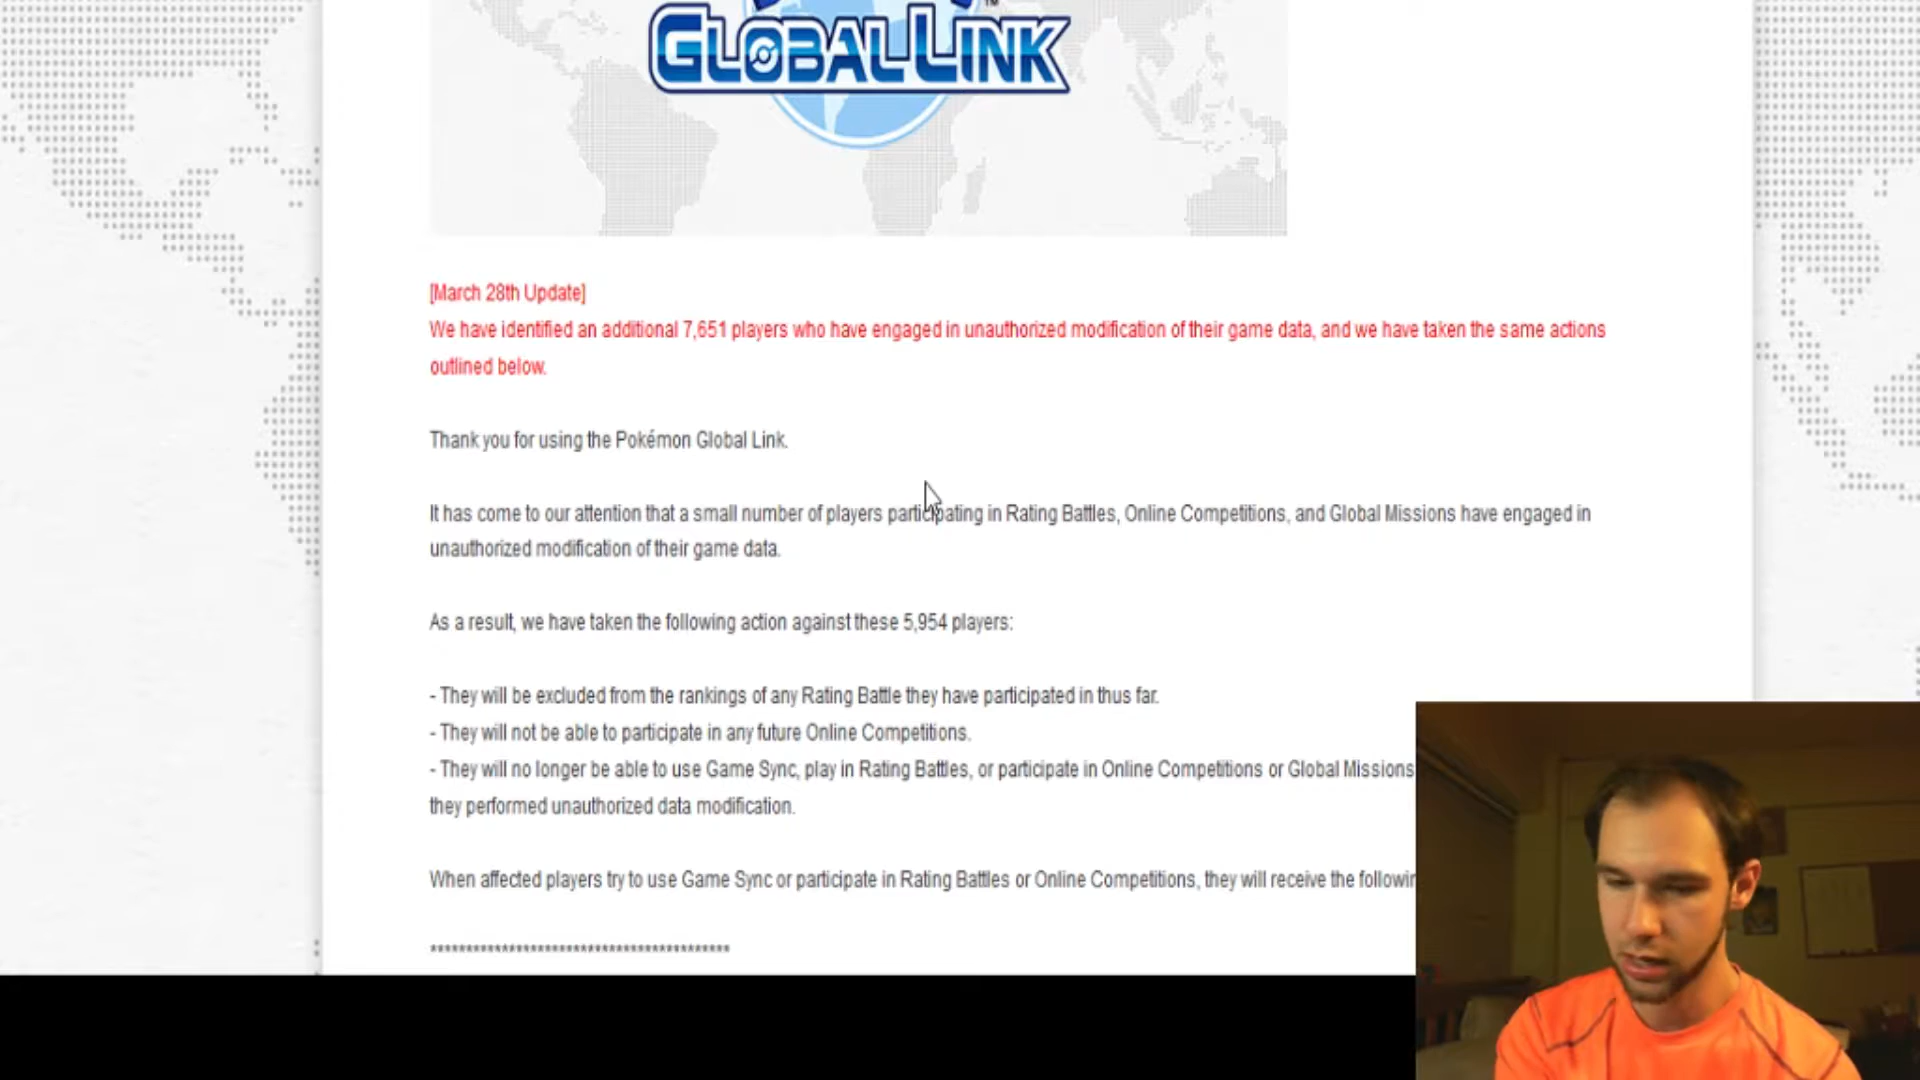 GLOBAL LINK
[March 28th Update]
We have identified an additional 7,651 players who have engaged in unauthorized modification of their game data, and we have taken the same actions
outlined below.
Thank you for using the Pokémon Global Link.
It has come to our attention that a small number of players participating in Rating Battles, Online Competitions, and Global Missions have engaged in
unauthorized modification of their game data.
As a result, we have taken the following action against these 5,954 players:
- They will be excluded from the rankings of any Rating Battle they have participated in thus far.
- They will not be able to participate in any future Online Competitions.
- They will no longer be able to use Game Sync, play in Rating Battles, or participate in Online Competitions or Global Missions
they performed unauthorized data modification.
When affected players try to use Game Sync or participate in Rating Battles or Online Competitions, they will receive the